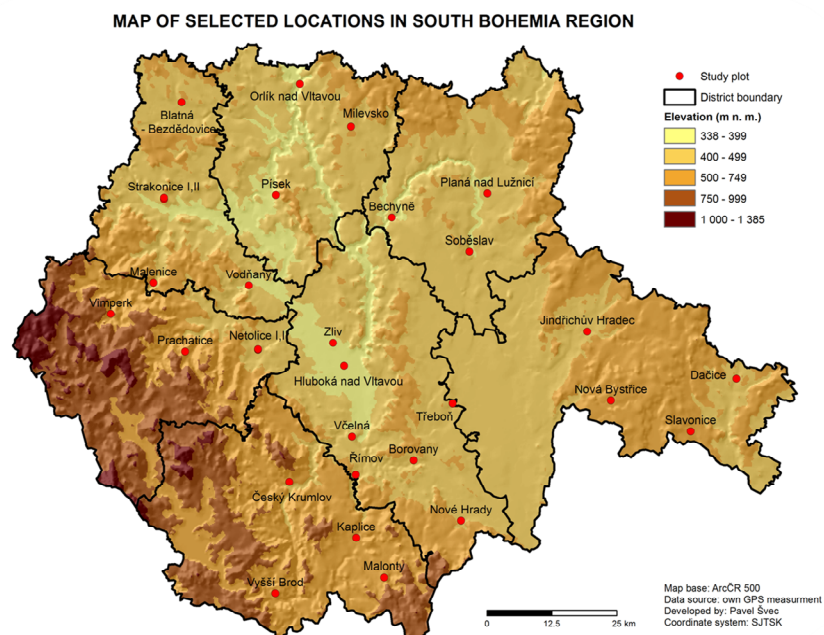 MAP OF SELECTED LOCATIONS IN SOUTH BOHEMIA REGION
Study plot
District boundary
Elevation (m n. m.)
338 - 399
400 - 499
500 - 749
750 - 999
1 000 - 1 385
Orlík nad Vltavou
Blatná
- Bezdědovice
Milevsko
Strakonice I,II
Písek
Planá nad Lužnicí
Bechyně
Soběslav
Malenice
Vodňany
Vimperk
Jindřichův Hradec
Prachatice
Netolice I,II
Zliv
Hluboká nad Vltavou
Dačice
Nová Bystřice
Třeboň
Slavonice
Včelná
Borovany
Římov
Český Krumlov
Nové Hrady
Kaplice
Malonty
Vyšší Brod
0 12.5 25 km
Map base: ArcČR 500
Data source: own GPS measurment
Developed by: Pavel Švec
Coordinate system: SJTSK